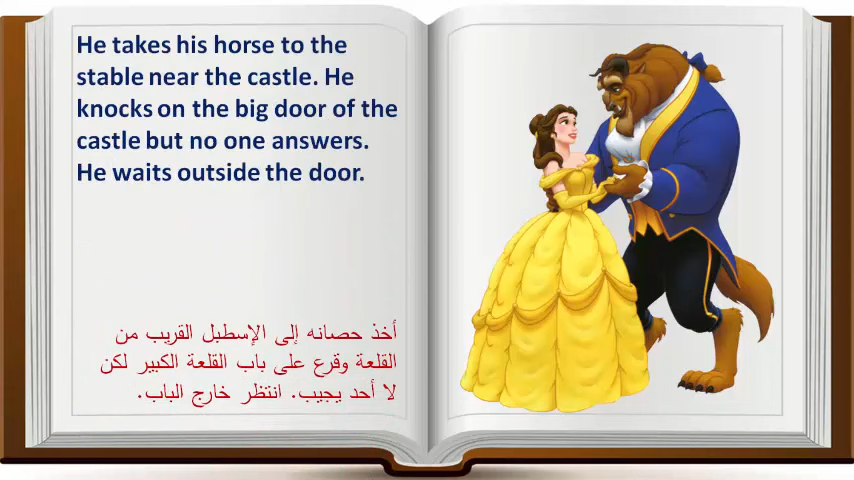 He takes his horse to the
stable near the castle. He
knocks on the big door of the
castle but no one answers.
He waits outside the door.
أخذ حصانه إلى الإسطبل القريب من
القلعة وقرع على باب القلعة الكبير لكن
لا أحد يجيب. انتظر خارج الباب.